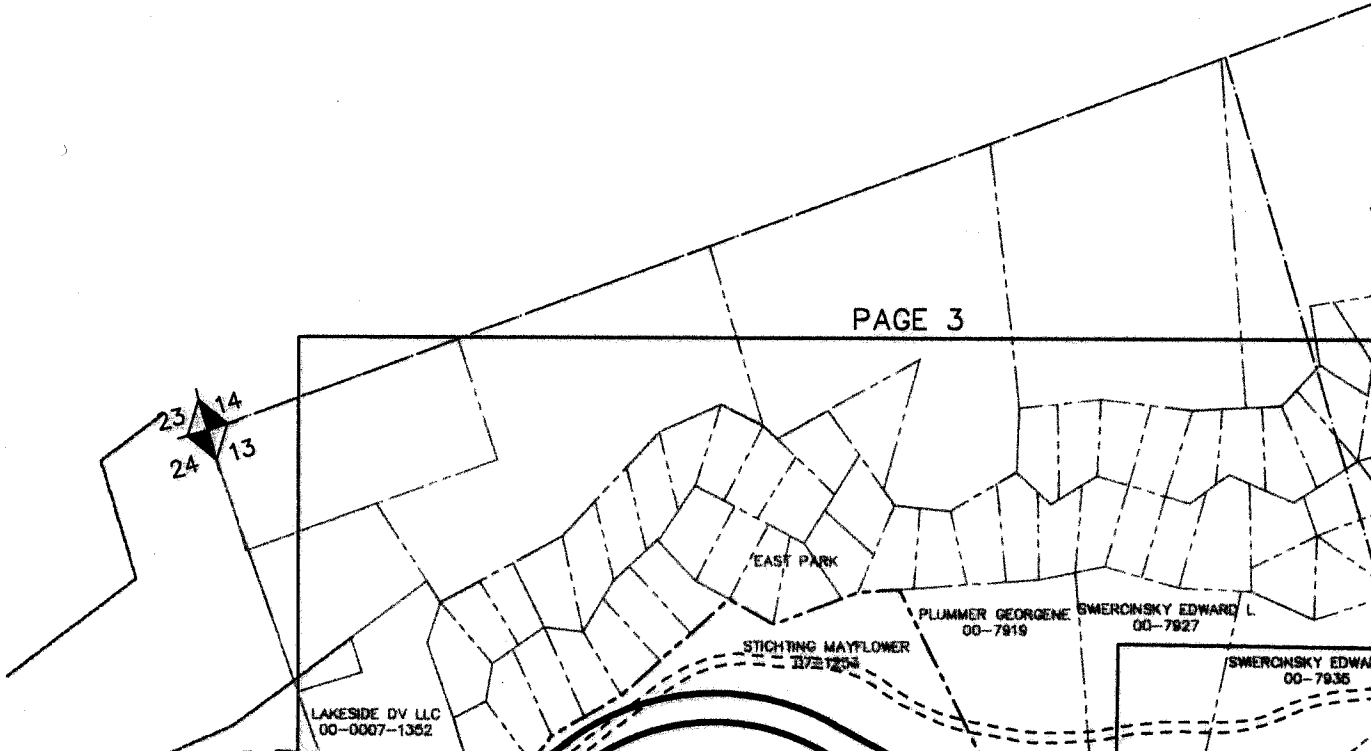 PAGE 3
23 14
24 13
EAST PARK
PLUMMER GEORGENE
00-7919
SWERCINSKY EDWARD L
00-7927
STICHTING MAYFLOWER
SWERCINSKY EDWA
00-7936
LAKESIDE DV LLC
00-0007-1352